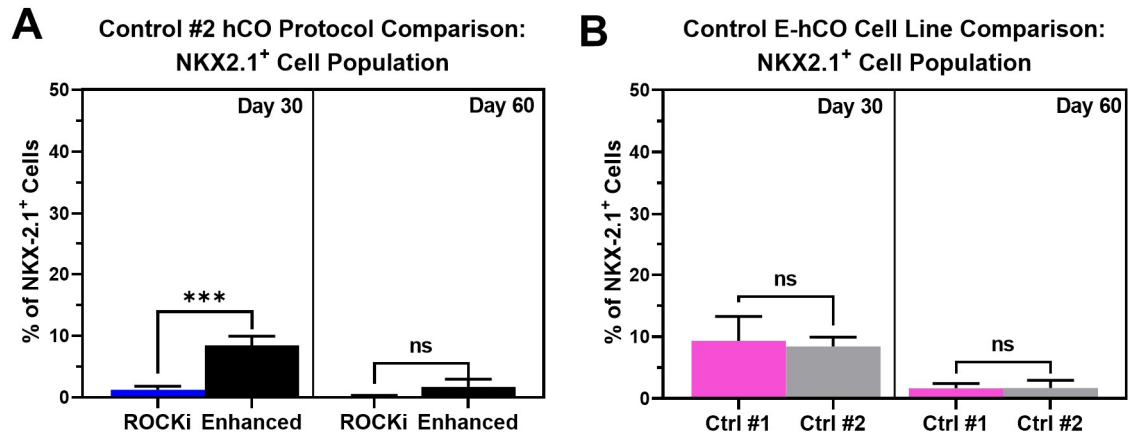 A
Control #2 hCO Protocol Comparison:
NKX2.1⁺ Cell Population
% of NKX-2.1⁺ Cells
50
40
30
20
10
0
Day 30
Day 60
***
ns
ROCKi Enhanced ROCKi Enhanced
B
Control E-hCO Cell Line Comparison:
NKX2.1⁺ Cell Population
% of NKX-2.1⁺ Cells
50
40
30
20
10
0
Day 30
Day 60
ns
ns
Ctrl #1 Ctrl #2 Ctrl #1 Ctrl #2